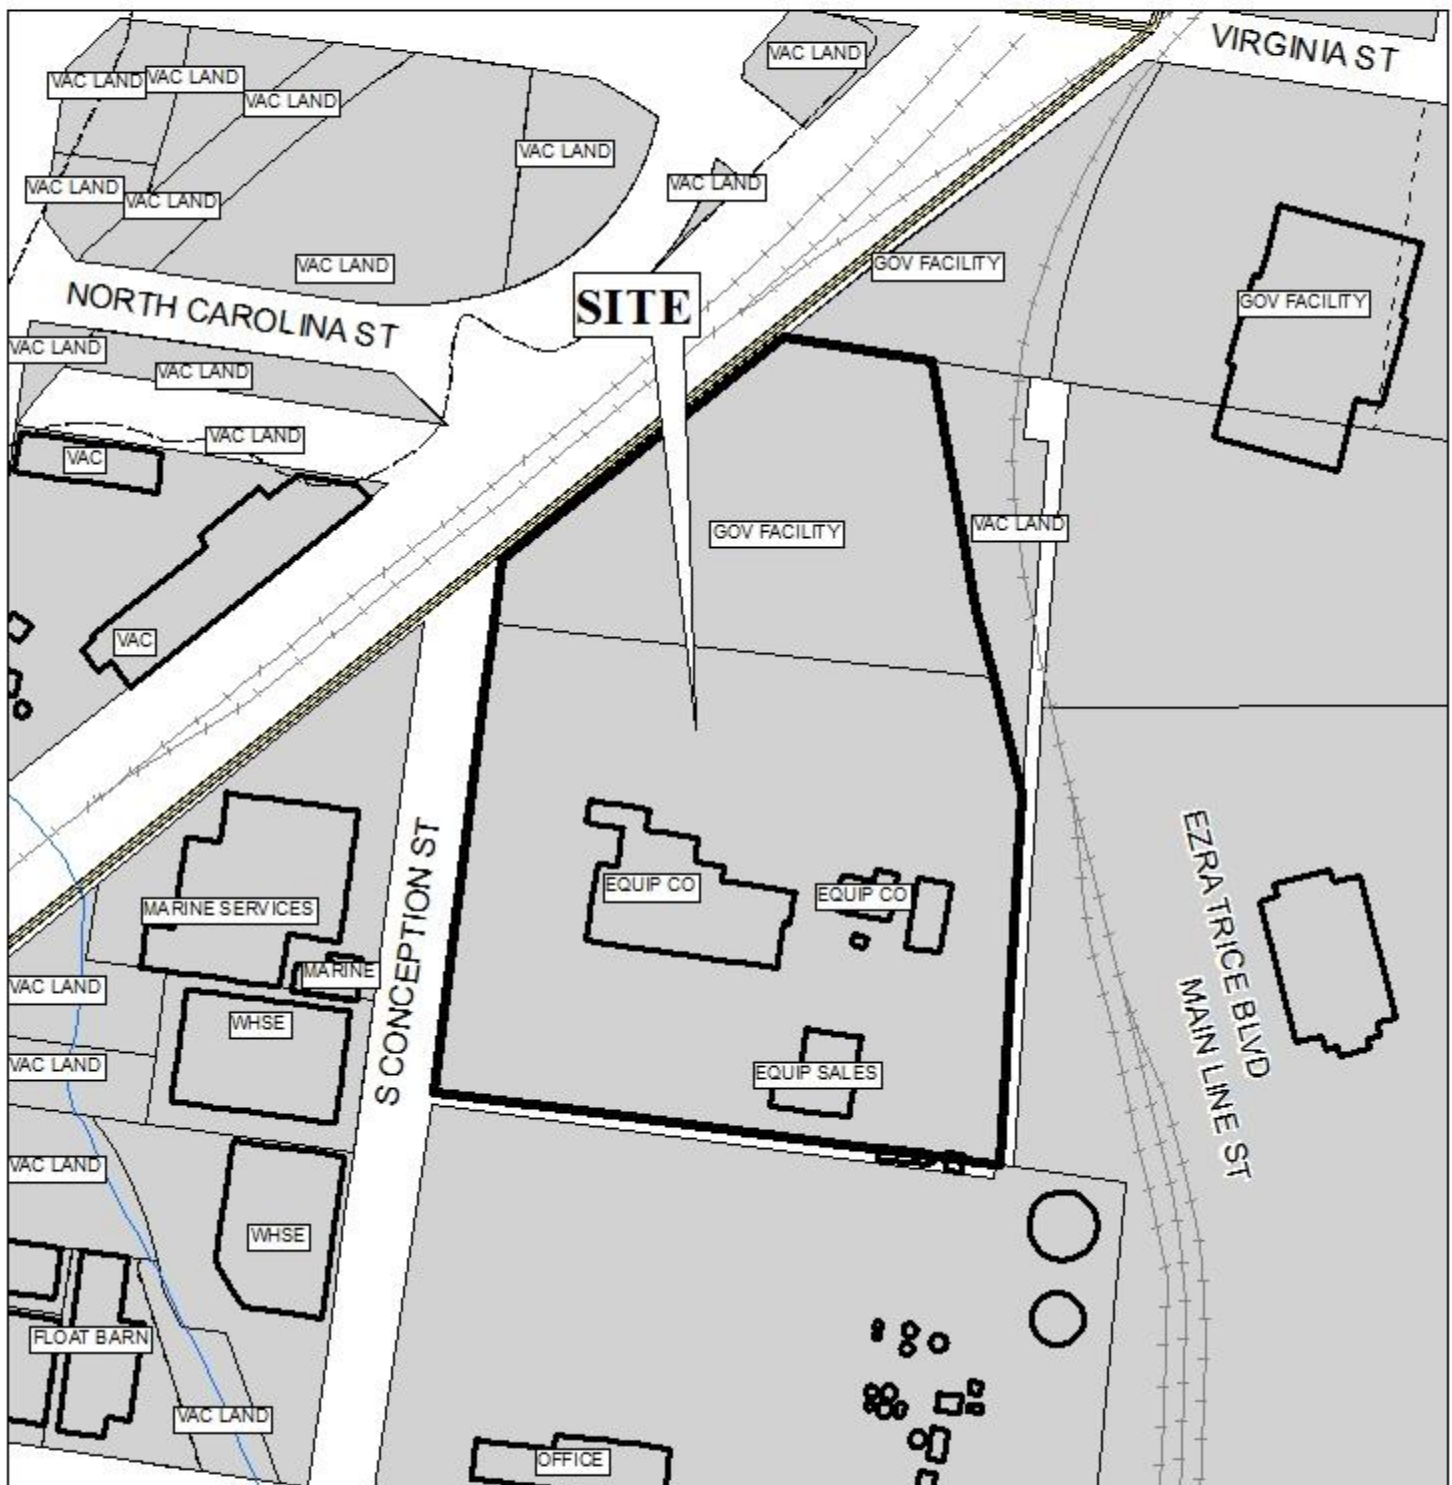 VIRGINIA ST
VAC LAND
VAC LAND
VAC LAND
VAC LAND
VAC LAND
VAC LAND
VAC LAND
VAC LAND
VAC LAND
GOV FACILITY
GOV FACILITY
NORTH CAROLINA ST
SITE
VAC LAND
VAC LAND
VAC LAND
VAC
GOV FACILITY
VAC LAND
VAC
S CONCEPTION ST
EQUIP CO
EQUIP CO
MARINE SERVICES
MARINE
VAC LAND
WHSE
EZRA TRICE BLVD
MAIN LINE ST
VAC LAND
EQUIP SALES
VAC LAND
WHSE
FLOAT BARN
VAC LAND
OFFICE